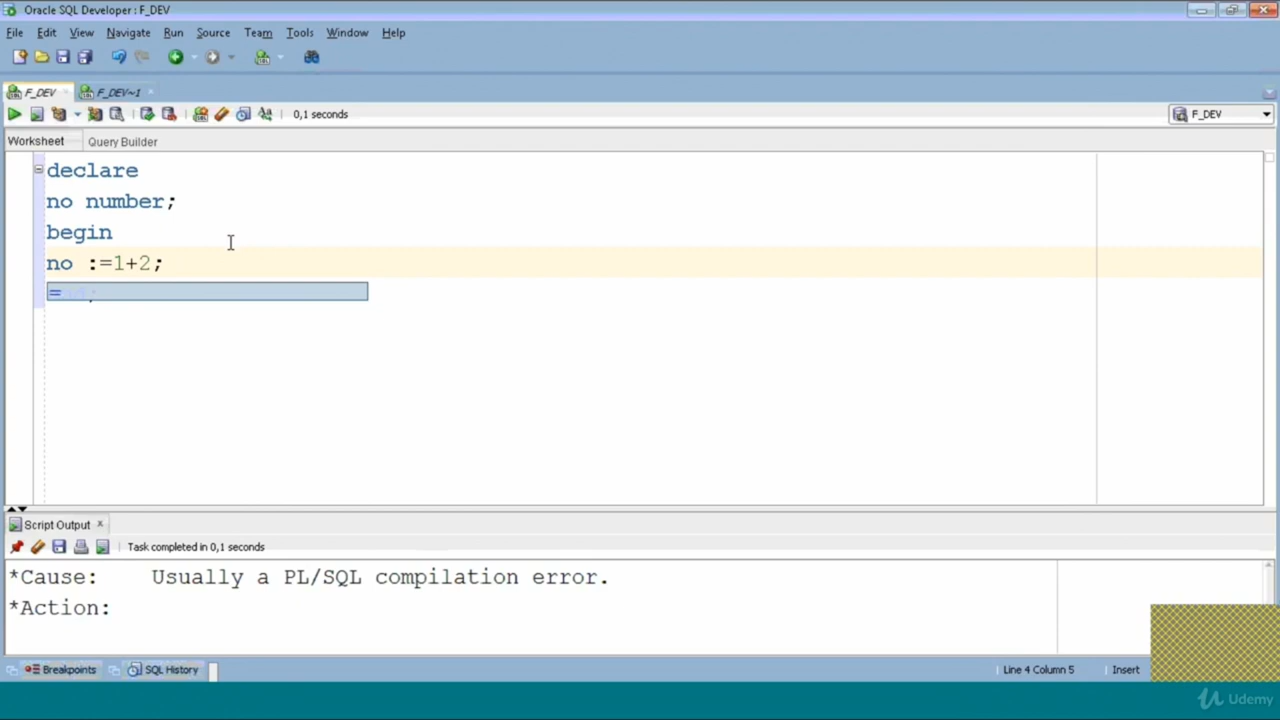 Oracle SQL Developer : F_DEV
File Edit View Navigate Run Source Team Tools Window Help
F_DEV F_DEV~1
0,1 seconds F_DEV
Worksheet Query Builder
declare
no number;
begin
no :=1+2;
=
Script Output x
Task completed in 0,1 seconds
*Cause: Usually a PL/SQL compilation error.
*Action:
Breakpoints SQL History Line 4 Column 5 Insert
Udemy